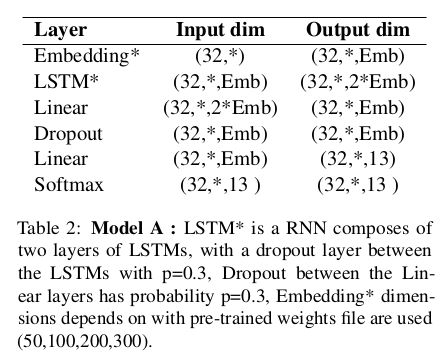 Layer Input dim Output dim
Embedding* (32,*) (32,*,Emb)
LSTM* (32,*,Emb) (32,*,2*Emb)
Linear (32,*,2*Emb) (32,*,Emb)
Dropout (32,*,Emb) (32,*,Emb)
Linear (32,*,Emb) (32,*,13)
Softmax (32,*,13 ) (32,*,13 )
Table 2: Model A : LSTM* is a RNN composes of
two layers of LSTMs, with a dropout layer between
the LSTMs with p=0.3, Dropout between the Lin-
ear layers has probability p=0.3, Embedding* dimen-
sions depends on with pre-trained weights file are used
(50,100,200,300).